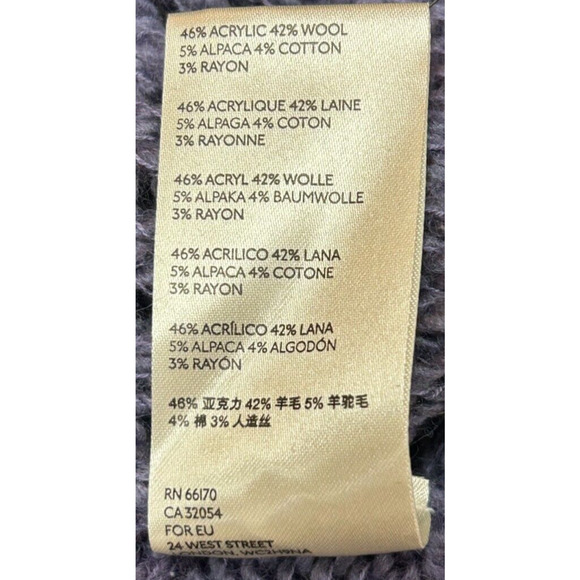 46% ACRYLIC 42% WOOL
5% ALPACA 4% COTTON
3% RAYON
46% ACRYLIQUE 42% LAINE
5% ALPAGA 4% COTON
3% RAYONNE
46% ACRYL 42% WOLLE
5% ALPAKA 4% BAUMWOLLE
3% RAYON
46% ACRILICO 42% LANA
5% ALPACA 4% COTONE
3% RAYON
46% ACRÍLICO 42% LANA
5% ALPACA 4% ALGODÓN
3% RAYÓN
46% 亚克力 42% 羊毛 5% 羊驼毛
4% 棉 3% 人造丝
RN 66170
CA 32054
FOR EU
24 WEST STREET
LONDON, WC2H9NA